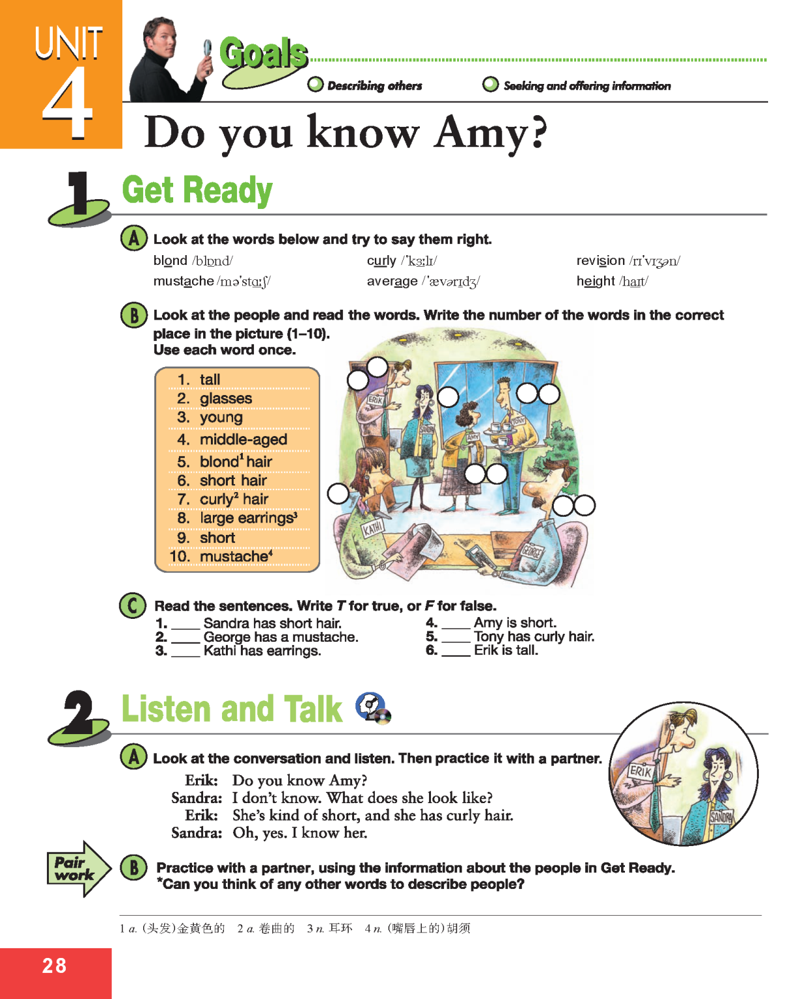 UNIT
4
Goals
Describing others
Seeking and offering information
Do you know Amy?
1
Get Ready
A Look at the words below and try to say them right.
blond /blɒnd/ curly /ˈkɜːlɪ/ revision /rɪˈvɪʒən/
mustache /məˈstɑːʃ/ average /ˈævərɪdʒ/ height /haɪt/
B Look at the people and read the words. Write the number of the words in the correct
place in the picture (1–10).
Use each word once.
1. tall
2. glasses
3. young
4. middle-aged
5. blond¹ hair
6. short hair
7. curly² hair
8. large earrings³
9. short
10. mustache⁴
ERIK
SANDRA
AMY
TONY
KATHI
GEORGE
C Read the sentences. Write T for true, or F for false.
1. ____ Sandra has short hair. 4. ____ Amy is short.
2. ____ George has a mustache. 5. ____ Tony has curly hair.
3. ____ Kathi has earrings. 6. ____ Erik is tall.
2
Listen and Talk
A Look at the conversation and listen. Then practice it with a partner.
Erik: Do you know Amy?
Sandra: I don't know. What does she look like?
Erik: She's kind of short, and she has curly hair.
Sandra: Oh, yes. I know her.
ERIK
SANDRA
Pair
work
B Practice with a partner, using the information about the people in Get Ready.
*Can you think of any other words to describe people?
1 a. (头发)金黄色的 2 a. 卷曲的 3 n. 耳环 4 n. (嘴唇上的)胡须
28